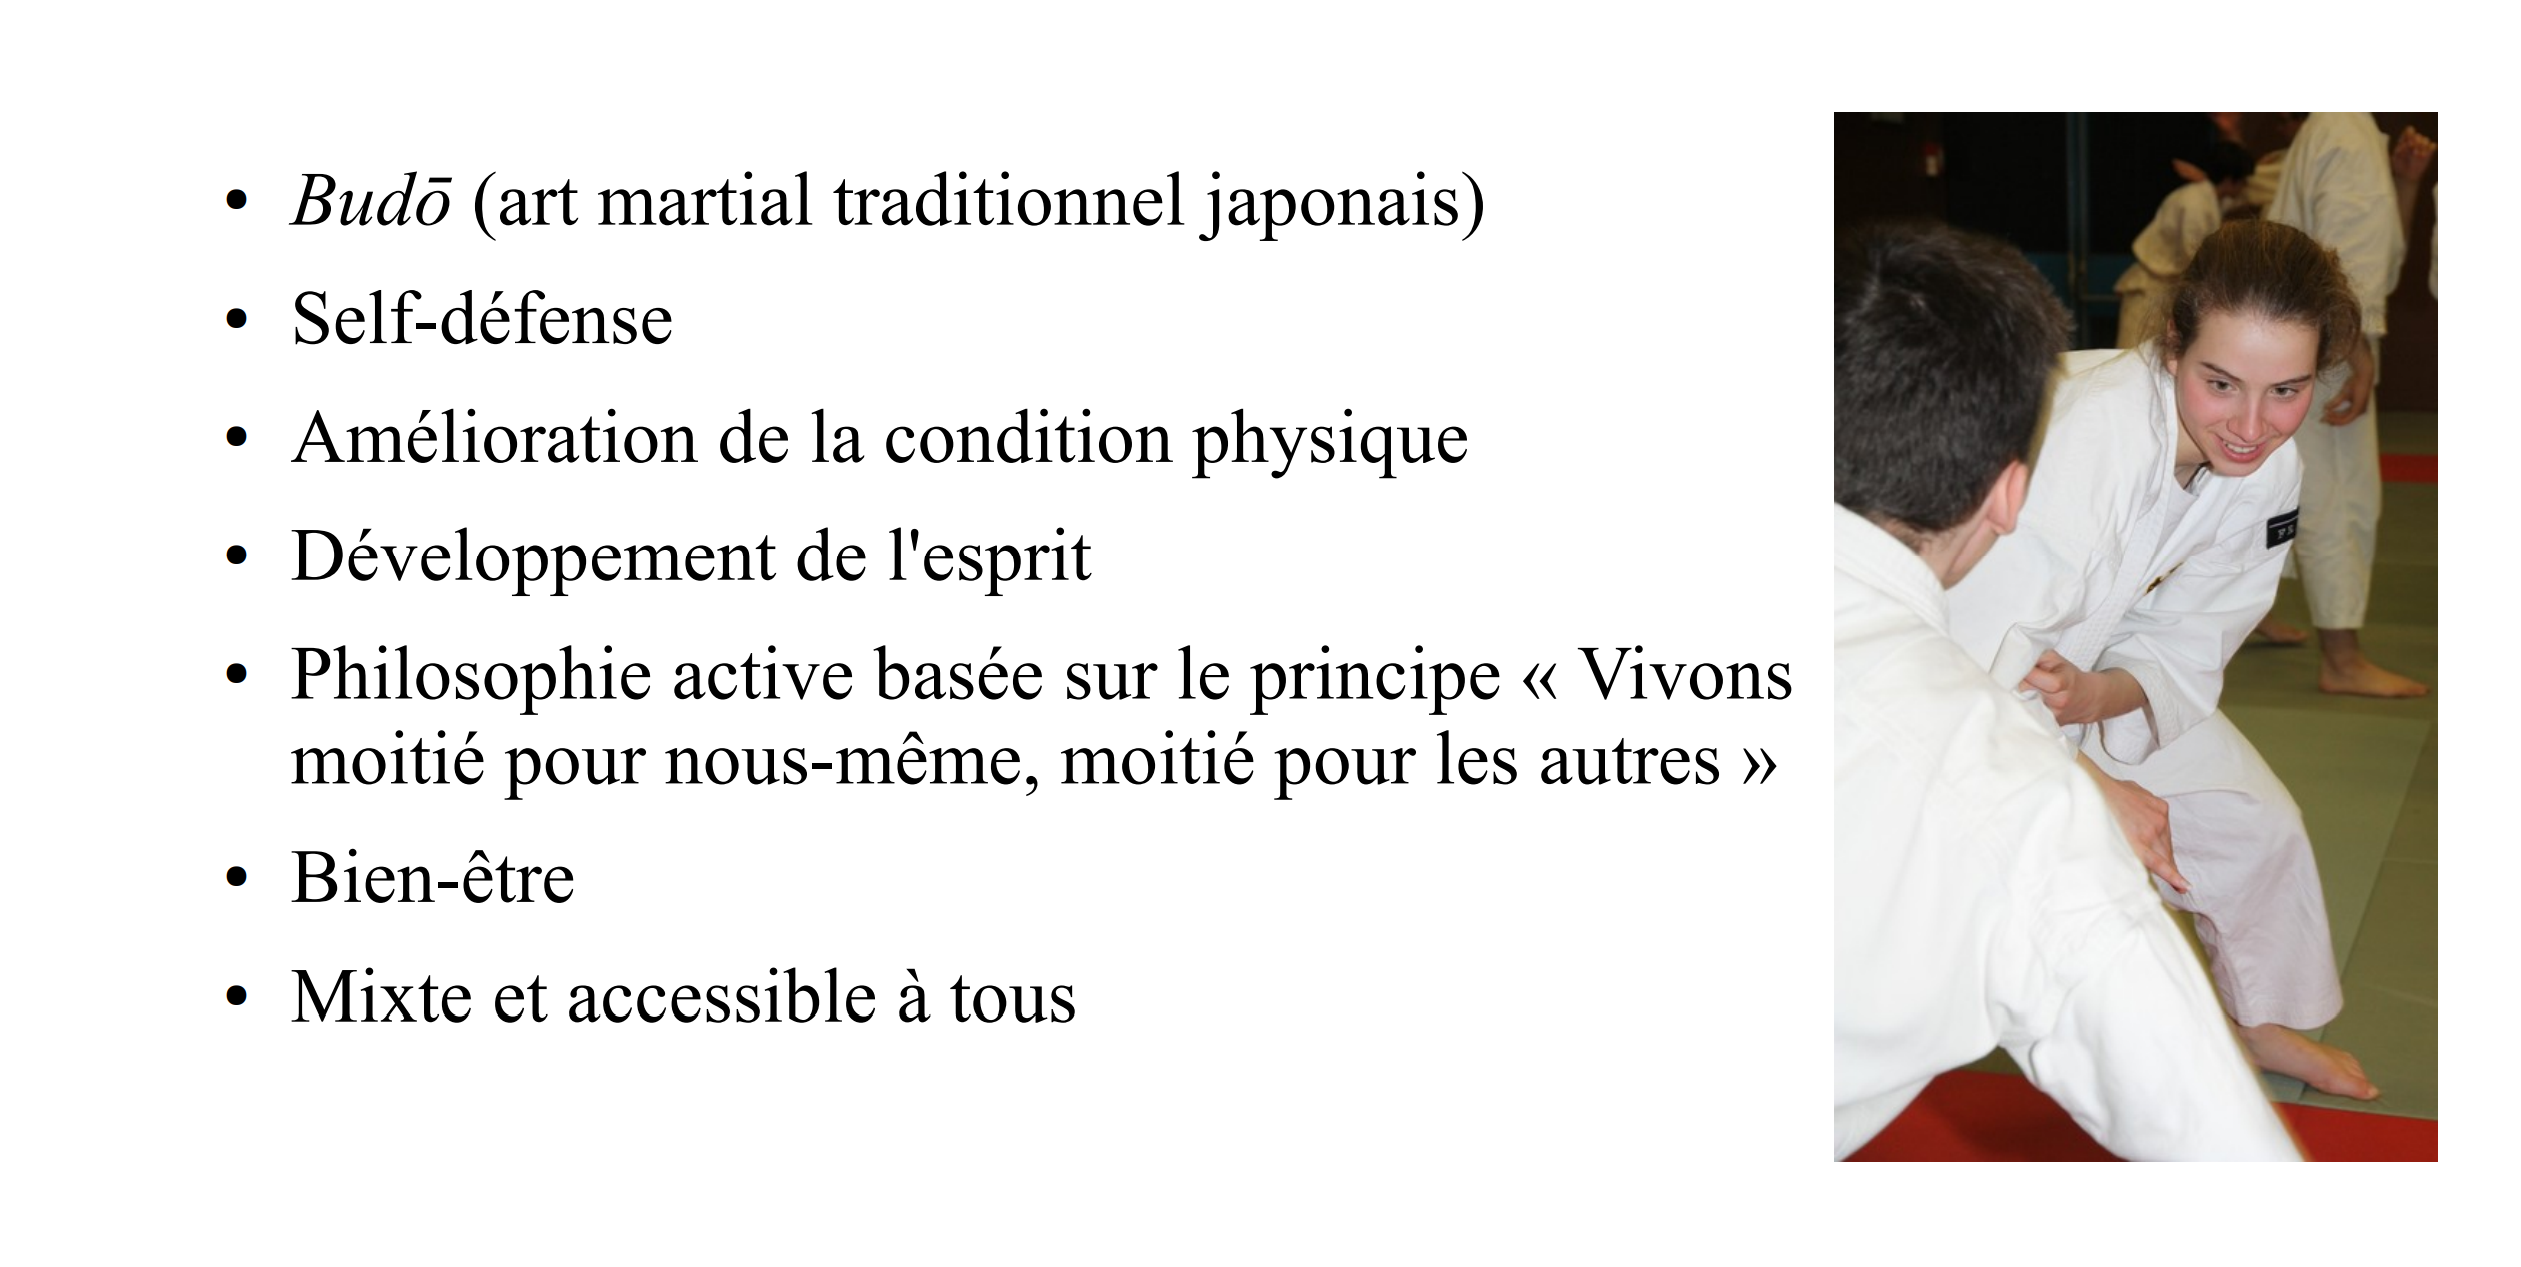 • Budō (art martial traditionnel japonais)
• Self-défense
• Amélioration de la condition physique
• Développement de l'esprit
• Philosophie active basée sur le principe « Vivons
moitié pour nous-même, moitié pour les autres »
• Bien-être
• Mixte et accessible à tous